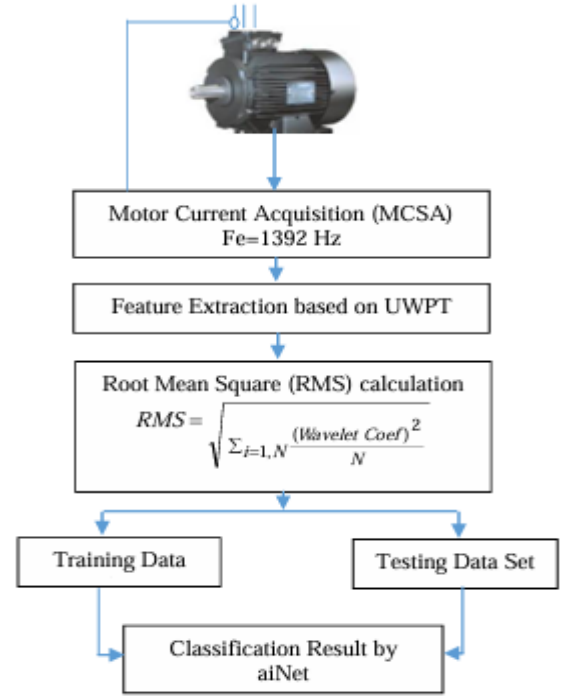 Motor Current Acquisition (MCSA)
Fe=1392 Hz
Feature Extraction based on UWPT
Root Mean Square (RMS) calculation
RMS = √ Σi=1,N (Wavelet Coef)² / N
Training Data
Testing Data Set
Classification Result by
aiNet